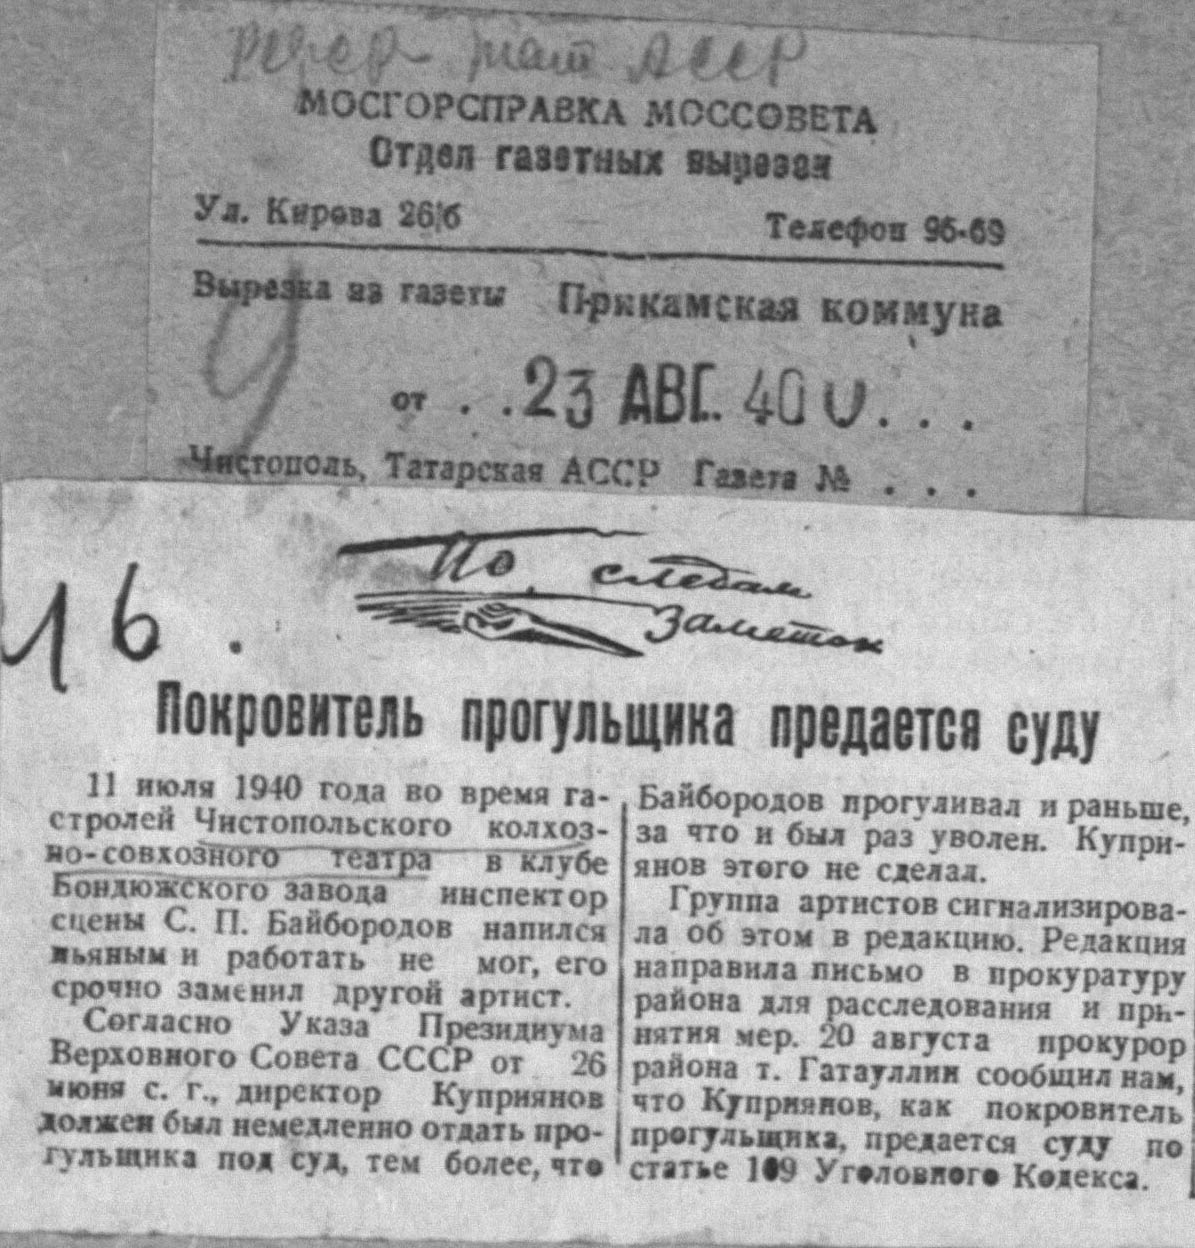 МОСГОРСПРАВКА МОССОВЕТА
Отдел газетных вырезок
Ул. Кирова 26/б Телефон 96-69
Вырезка из газеты Прикамская коммуна
от . . 23 АВГ. 40 . . .
Чистополь, Татарская АССР Газета № . . .
16.
По следам
заметок
Покровитель прогульщика предается суду
11 июля 1940 года во время га-
стролей Чистопольского колхоз-
но-совхозного театра в клубе
Бондюжского завода инспектор
сцены С. П. Байбородов напился
пьяным и работать не мог, его
срочно заменил другой артист.
Согласно Указа Президиума
Верховного Совета СССР от 26
июня с. г., директор Куприянов
должен был немедленно отдать про-
гульщика под суд, тем более, что
Байбородов прогуливал и раньше,
за что и был раз уволен. Купри-
янов этого не сделал.
Группа артистов сигнализирова-
ла об этом в редакцию. Редакция
направила письмо в прокуратуру
района для расследования и при-
нятия мер. 20 августа прокурор
района т. Гатауллин сообщил нам,
что Куприянов, как покровитель
прогульщика, предается суду по
статье 109 Уголовного Кодекса.